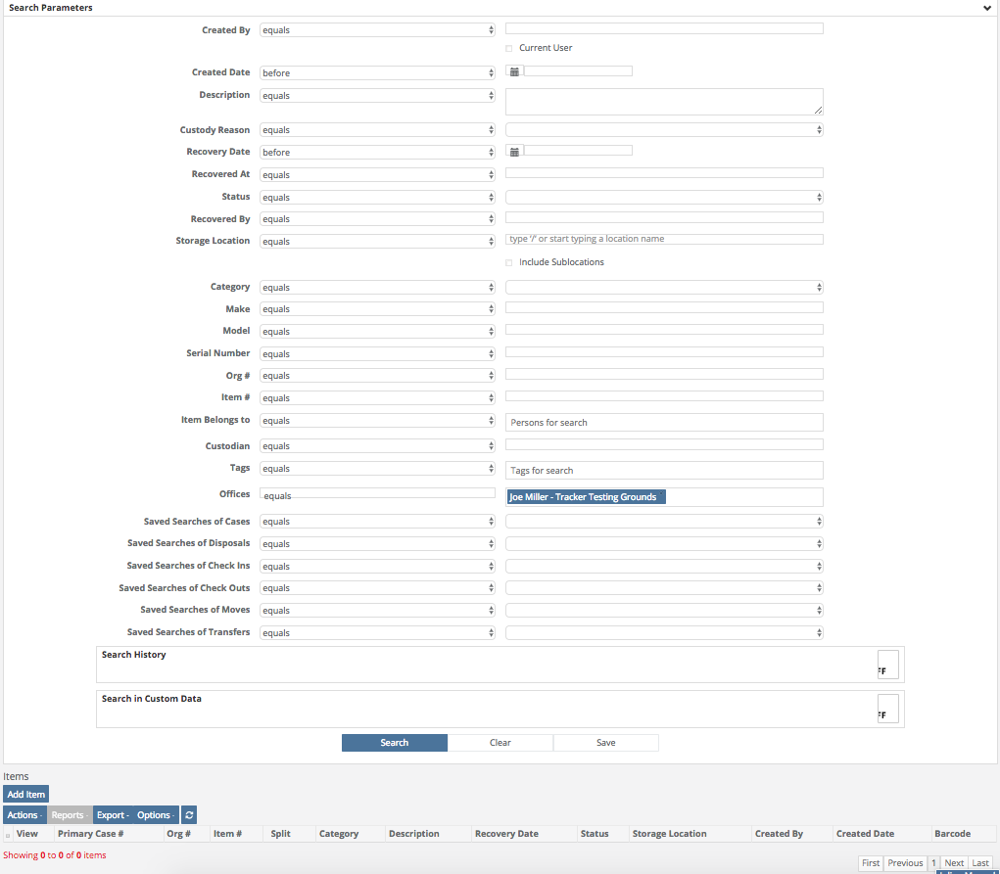 Search Parameters
Created By equals
Current User
Created Date before
Description equals
Custody Reason equals
Recovery Date before
Recovered At equals
Status equals
Recovered By equals
Storage Location equals type '/' or start typing a location name
Include Sublocations
Category equals
Make equals
Model equals
Serial Number equals
Org # equals
Item # equals
Item Belongs to equals Persons for search
Custodian equals
Tags equals Tags for search
Offices equals Joe Miller - Tracker Testing Grounds
Saved Searches of Cases equals
Saved Searches of Disposals equals
Saved Searches of Check Ins equals
Saved Searches of Check Outs equals
Saved Searches of Moves equals
Saved Searches of Transfers equals
Search History
Search in Custom Data
Search Clear Save
Items
Add Item
Actions - Reports - Export - Options -
View Primary Case # Org # Item # Split Category Description Recovery Date Status Storage Location Created By Created Date Barcode
Showing 0 to 0 of 0 items
First Previous 1 Next Last